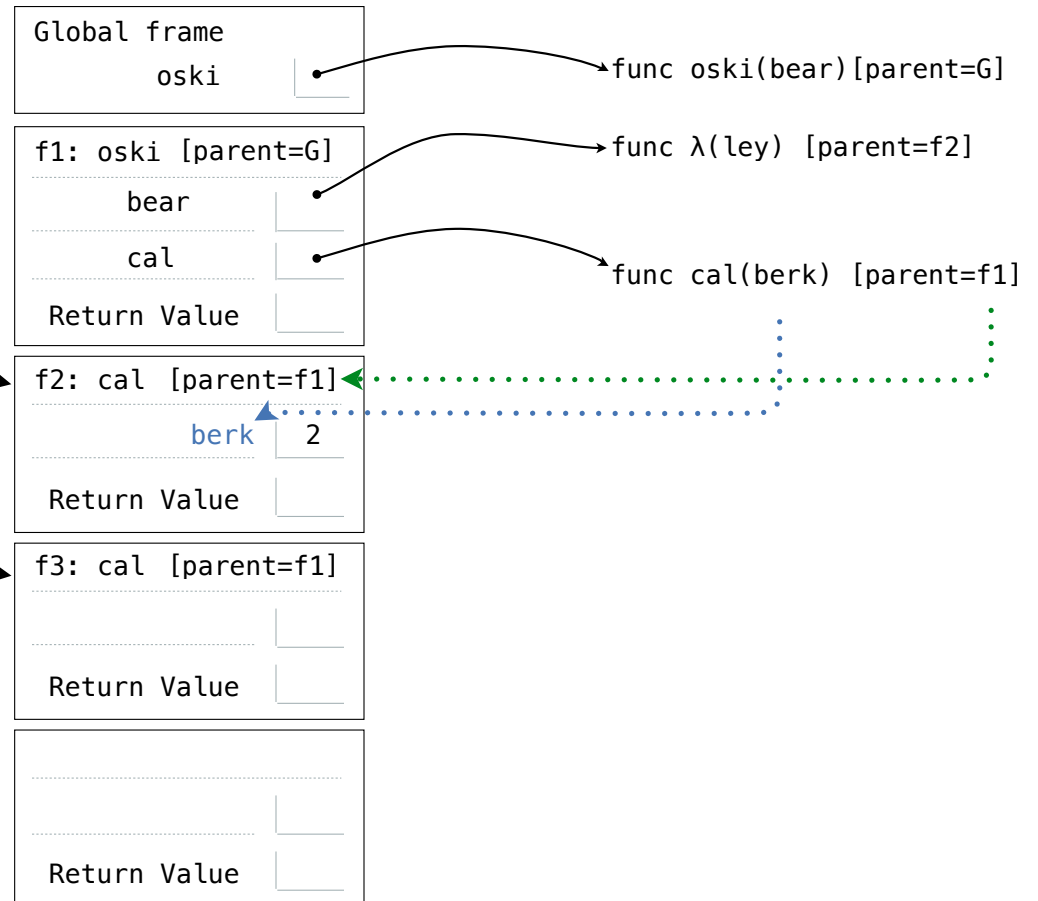 Global frame
oski
func oski(bear)[parent=G]
f1: oski [parent=G]
func λ(ley) [parent=f2]
bear
cal
func cal(berk) [parent=f1]
Return Value
f2: cal [parent=f1]
berk 2
Return Value
f3: cal [parent=f1]
Return Value
Return Value